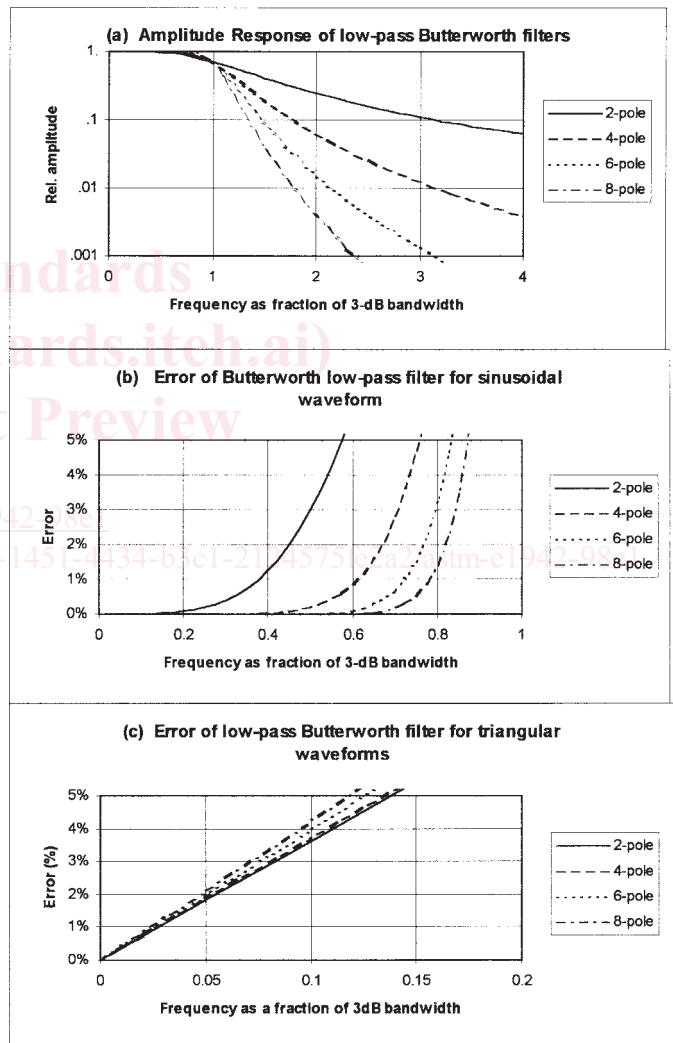 (a) Amplitude Response of low-pass Butterworth filters
1.
.1
.01
.001
Rel. amplitude
0 1 2 3 4
Frequency as fraction of 3-dB bandwidth
2-pole
4-pole
6-pole
8-pole
ndards
ards.iteh.ai)
t Preview
(b) Error of Butterworth low-pass filter for sinusoidal
waveform
5%
4%
3%
2%
1%
0%
Error
0 0.2 0.4 0.6 0.8 1
Frequency as fraction of 3-dB bandwidth
2-pole
4-pole
6-pole
8-pole
(c) Error of low-pass Butterworth filter for triangular
waveforms
5%
4%
3%
2%
1%
0%
Error (%)
0 0.05 0.1 0.15 0.2
Frequency as a fraction of 3dB bandwidth
2-pole
4-pole
6-pole
8-pole